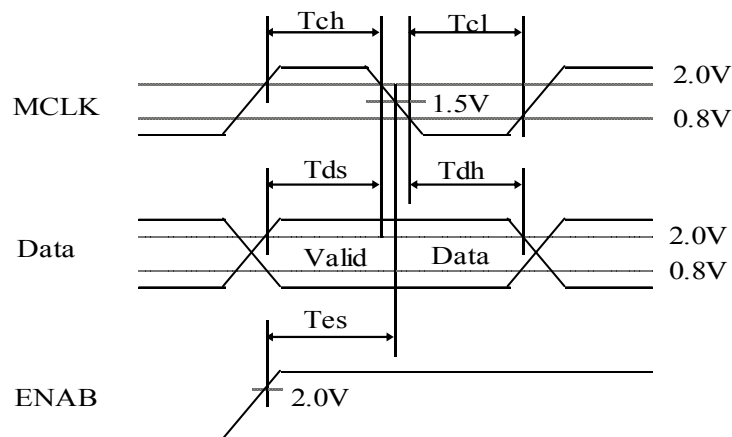 Tch Tcl
2.0V
MCLK 1.5V
0.8V
Tds Tdh
Data 2.0V
Valid Data
0.8V
Tes
ENAB 2.0V